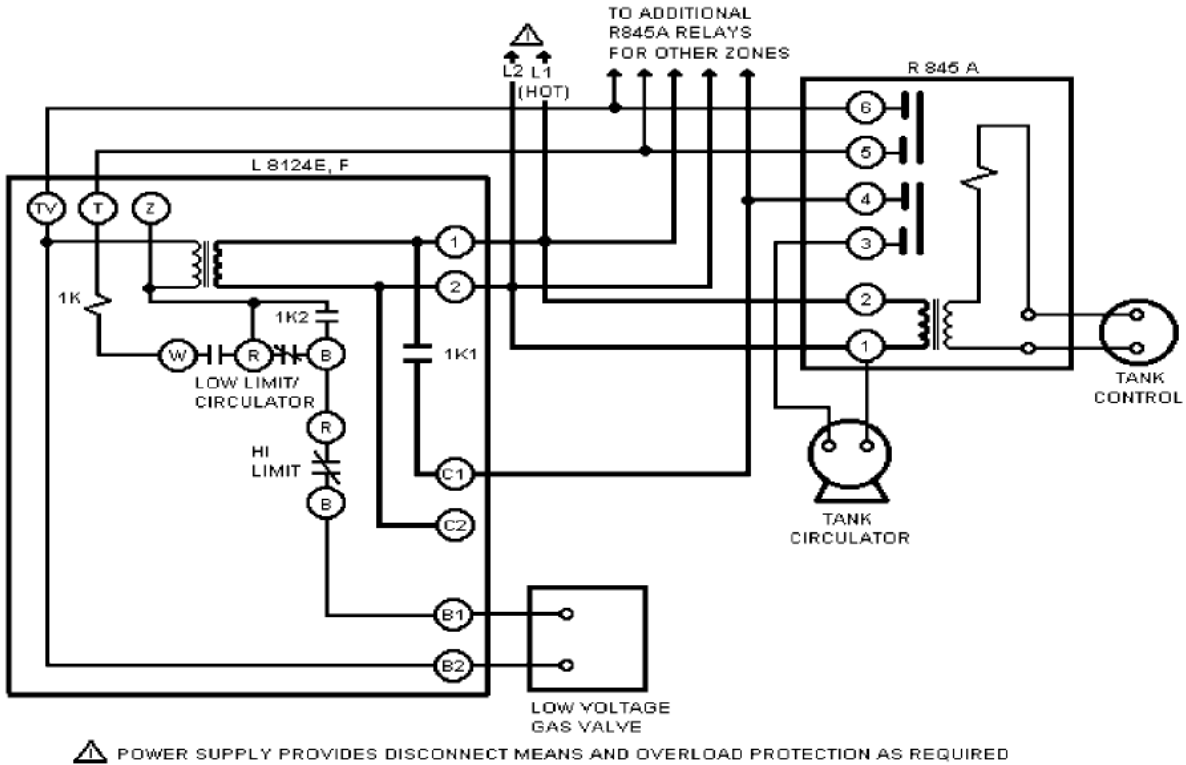 TO ADDITIONAL
R845A RELAYS
FOR OTHER ZONES
L2 L1
(HOT)
R 845 A
6
5
4
3
2
1
L 8124E, F
TV T Z
1
2
1K
1K2
1K1
W R B
LOW LIMIT/
CIRCULATOR
R
HI
LIMIT
B
C1
C2
B1
B2
TANK
CONTROL
TANK
CIRCULATOR
LOW VOLTAGE
GAS VALVE
1 POWER SUPPLY PROVIDES DISCONNECT MEANS AND OVERLOAD PROTECTION AS REQUIRED